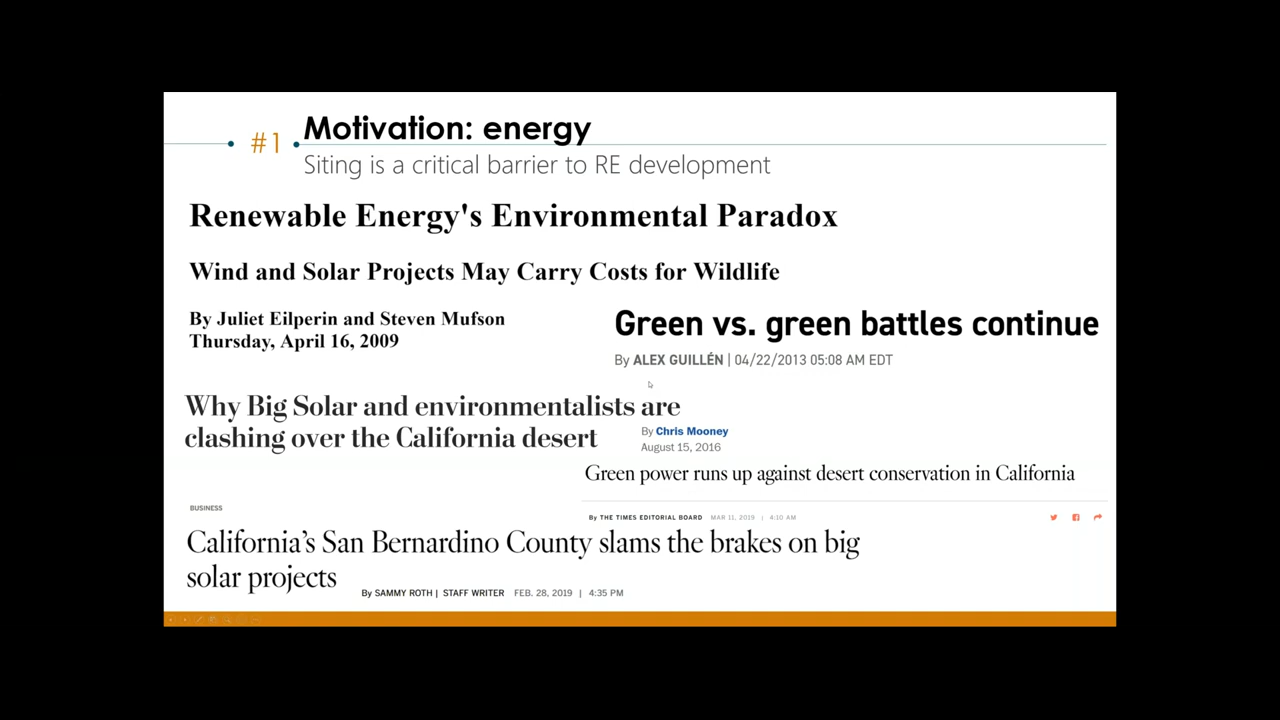 #1
Motivation: energy
Siting is a critical barrier to RE development
Renewable Energy's Environmental Paradox
Wind and Solar Projects May Carry Costs for Wildlife
By Juliet Eilperin and Steven Mufson
Thursday, April 16, 2009
Green vs. green battles continue
By ALEX GUILLÉN | 04/22/2013 05:08 AM EDT
Why Big Solar and environmentalists are
clashing over the California desert
By Chris Mooney
August 15, 2016
Green power runs up against desert conservation in California
By THE TIMES EDITORIAL BOARD MAR 11, 2019 | 4:10 AM
BUSINESS
California's San Bernardino County slams the brakes on big
solar projects
By SAMMY ROTH | STAFF WRITER FEB. 28, 2019 | 4:35 PM